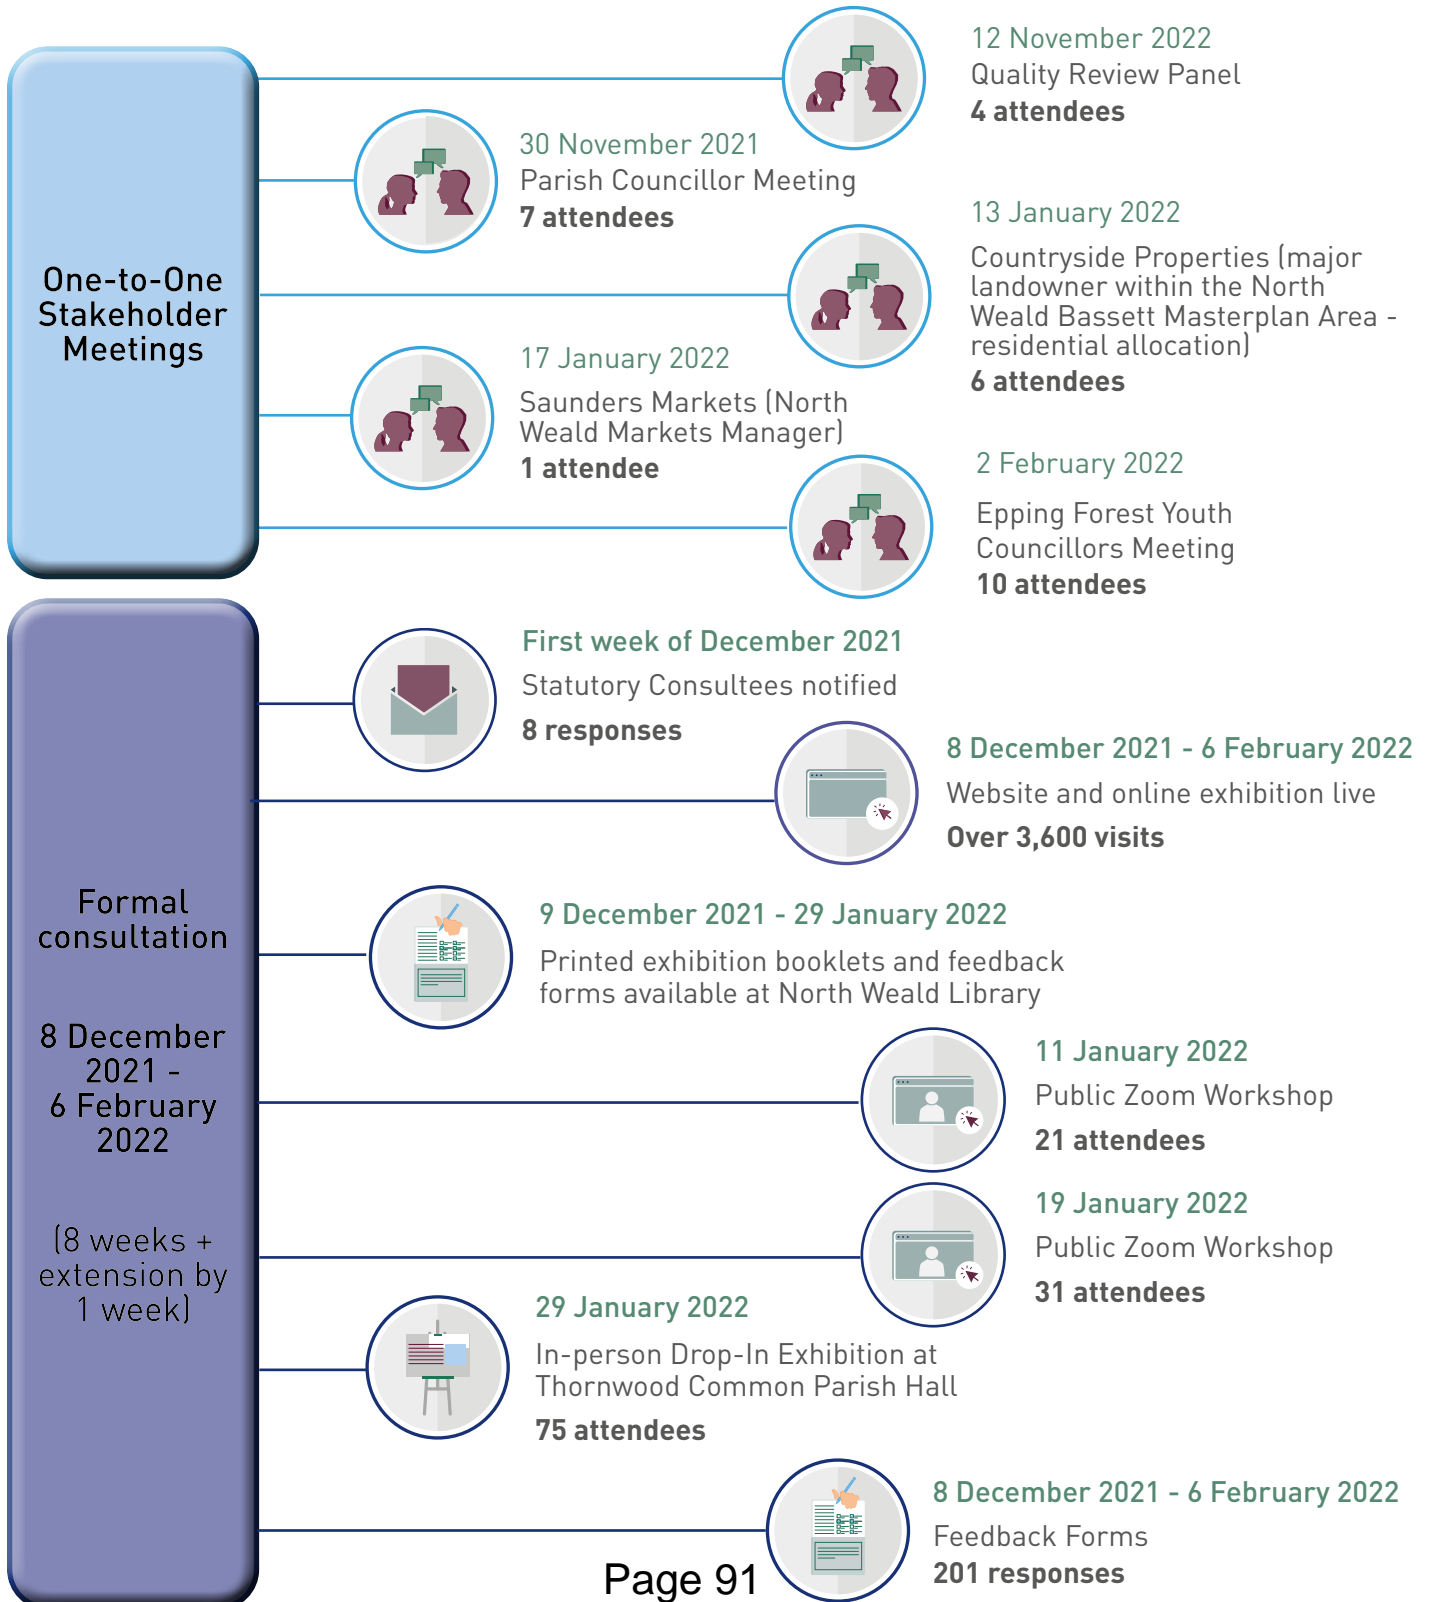 One-to-One
Stakeholder
Meetings
12 November 2022
Quality Review Panel
4 attendees
30 November 2021
Parish Councillor Meeting
7 attendees
13 January 2022
Countryside Properties (major
landowner within the North
Weald Bassett Masterplan Area -
residential allocation)
6 attendees
17 January 2022
Saunders Markets (North
Weald Markets Manager)
1 attendee
2 February 2022
Epping Forest Youth
Councillors Meeting
10 attendees
Formal
consultation
8 December
2021 -
6 February
2022
(8 weeks +
extension by
1 week)
First week of December 2021
Statutory Consultees notified
8 responses
8 December 2021 - 6 February 2022
Website and online exhibition live
Over 3,600 visits
9 December 2021 - 29 January 2022
Printed exhibition booklets and feedback
forms available at North Weald Library
11 January 2022
Public Zoom Workshop
21 attendees
19 January 2022
Public Zoom Workshop
31 attendees
29 January 2022
In-person Drop-In Exhibition at
Thornwood Common Parish Hall
75 attendees
8 December 2021 - 6 February 2022
Feedback Forms
201 responses
Page 91